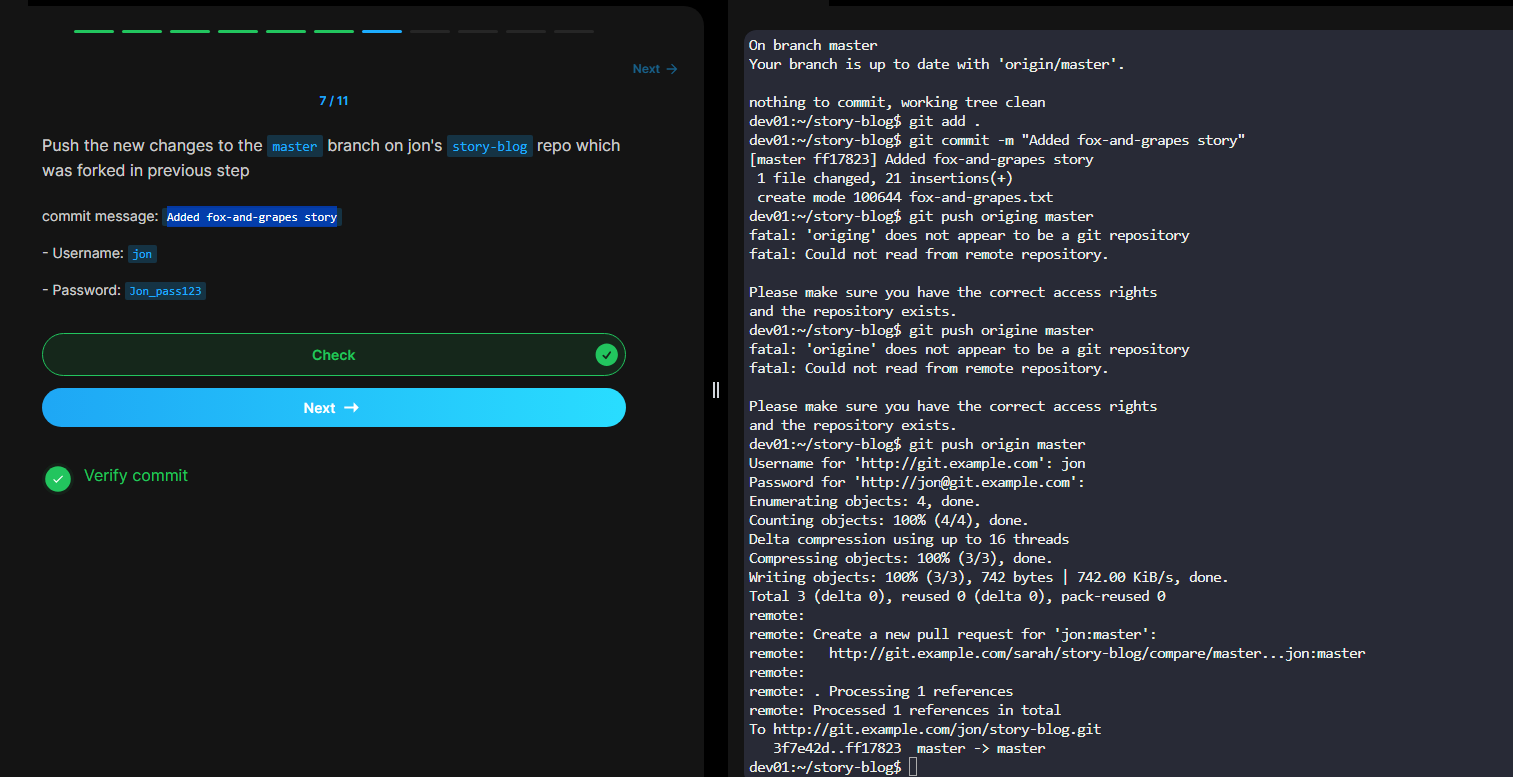 Next →
7 / 11
Push the new changes to the master branch on jon's story-blog repo which
was forked in previous step
commit message: Added fox-and-grapes story
- Username: jon
- Password: Jon_pass123
Check
Next →
Verify commit
On branch master
Your branch is up to date with 'origin/master'.
nothing to commit, working tree clean
dev01:~/story-blog$ git add .
dev01:~/story-blog$ git commit -m "Added fox-and-grapes story"
[master ff17823] Added fox-and-grapes story
 1 file changed, 21 insertions(+)
 create mode 100644 fox-and-grapes.txt
dev01:~/story-blog$ git push origing master
fatal: 'origing' does not appear to be a git repository
fatal: Could not read from remote repository.
Please make sure you have the correct access rights
and the repository exists.
dev01:~/story-blog$ git push origine master
fatal: 'origine' does not appear to be a git repository
fatal: Could not read from remote repository.
Please make sure you have the correct access rights
and the repository exists.
dev01:~/story-blog$ git push origin master
Username for 'http://git.example.com': jon
Password for 'http://jon@git.example.com':
Enumerating objects: 4, done.
Counting objects: 100% (4/4), done.
Delta compression using up to 16 threads
Compressing objects: 100% (3/3), done.
Writing objects: 100% (3/3), 742 bytes | 742.00 KiB/s, done.
Total 3 (delta 0), reused 0 (delta 0), pack-reused 0
remote:
remote: Create a new pull request for 'jon:master':
remote:   http://git.example.com/sarah/story-blog/compare/master...jon:master
remote:
remote: . Processing 1 references
remote: Processed 1 references in total
To http://git.example.com/jon/story-blog.git
   3f7e42d..ff17823  master -> master
dev01:~/story-blog$